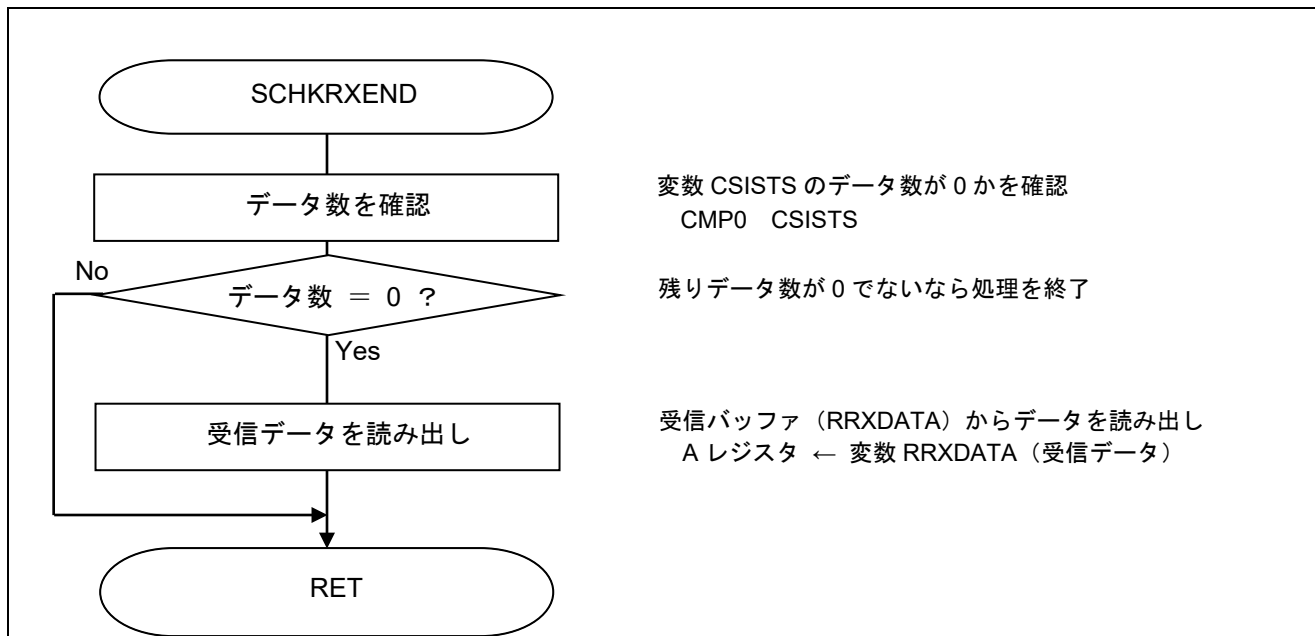 SCHKRXEND
データ数を確認
変数 CSISTS のデータ数が 0 かを確認
CMP0 CSISTS
No
データ数 = 0 ?
残りデータ数が 0 でないなら処理を終了
Yes
受信データを読み出し
受信バッファ(RRXDATA)からデータを読み出し
A レジスタ ← 変数 RRXDATA(受信データ)
RET